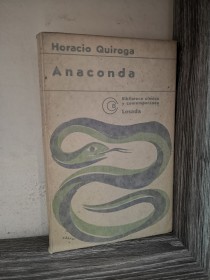 Horacio Quiroga
Anaconda
Biblioteca clásica
y contemporánea
Losada